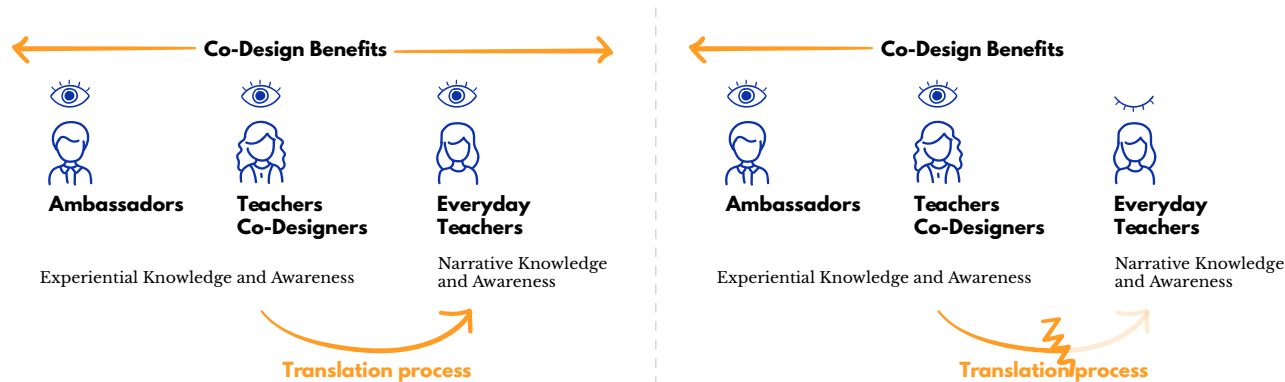 Co-Design Benefits
Ambassadors
Teachers
Co-Designers
Everyday
Teachers
Experiential Knowledge and Awareness
Narrative Knowledge
and Awareness
Translation process
Co-Design Benefits
Ambassadors
Teachers
Co-Designers
Everyday
Teachers
Experiential Knowledge and Awareness
Narrative Knowledge
and Awareness
Translation process